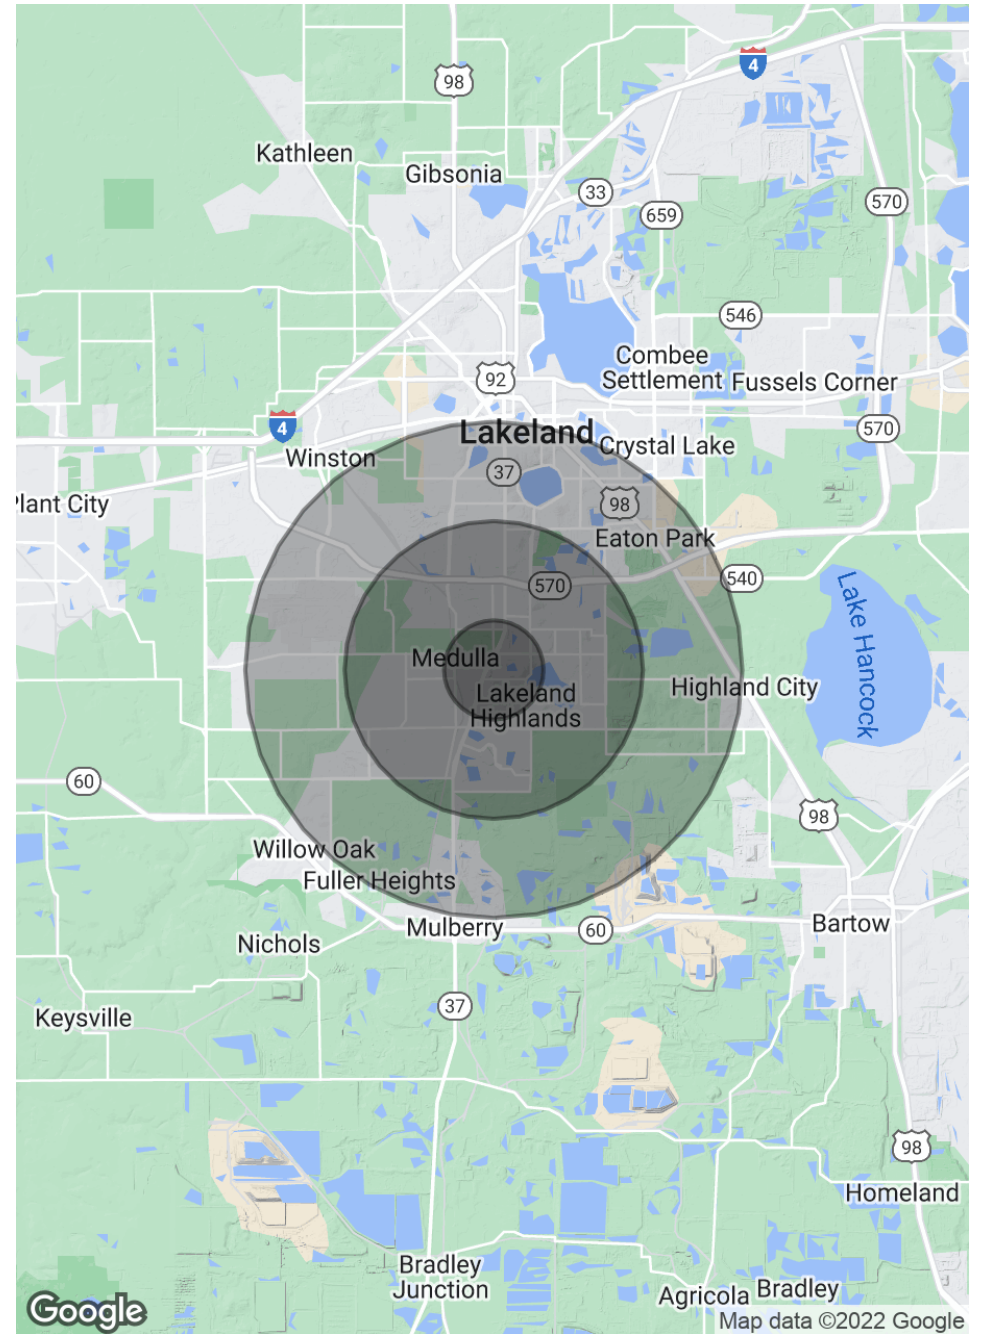 4
98
Kathleen
Gibsonia
33
570
659
546
Combee
Settlement
Fussels Corner
92
4
570
Lakeland
Crystal Lake
Winston
37
Plant City
98
Eaton Park
570
540
Lake Hancock
Medulla
Lakeland
Highlands
Highland City
60
98
Willow Oak
Fuller Heights
Mulberry
60
Bartow
Nichols
37
Keysville
98
Homeland
Bradley
Junction
Agricola
Bradley
Google
Map data ©2022 Google